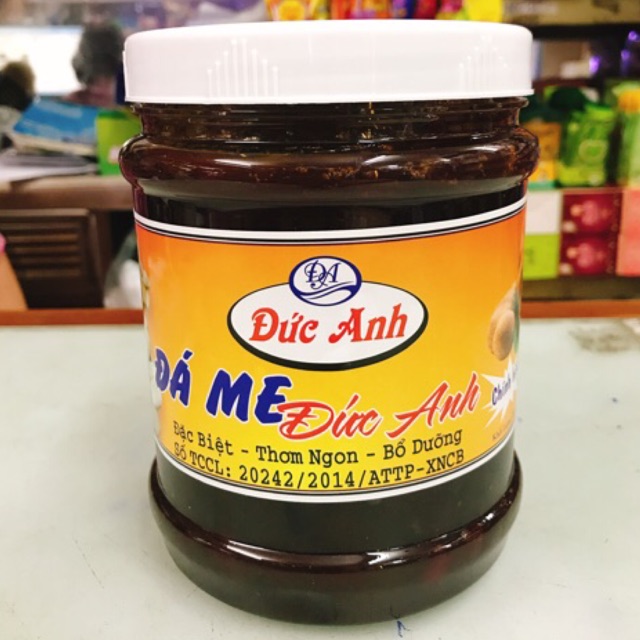 ĐA
Đức Anh
ĐÁ ME Đức Anh
Chính
Đặc Biệt - Thơm Ngon - Bổ Dưỡng
Số TCCL: 20242/2014/ATTP-XNCB